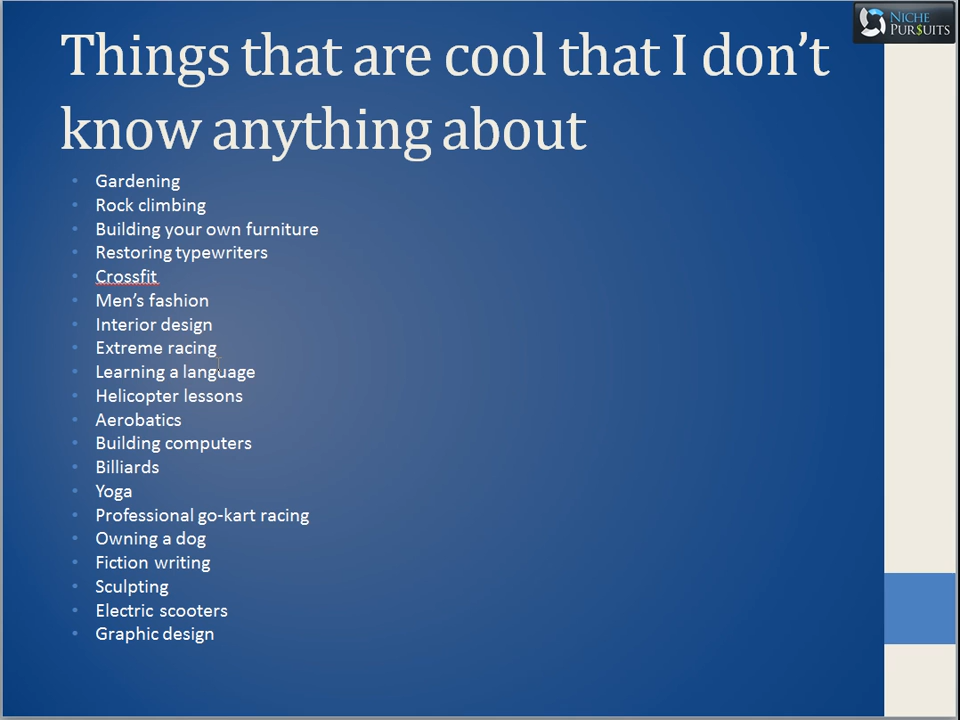 Things that are cool that I don't
know anything about
• Gardening
• Rock climbing
• Building your own furniture
• Restoring typewriters
• Crossfit
• Men's fashion
• Interior design
• Extreme racing
• Learning a language
• Helicopter lessons
• Aerobatics
• Building computers
• Billiards
• Yoga
• Professional go-kart racing
• Owning a dog
• Fiction writing
• Sculpting
• Electric scooters
• Graphic design
NICHE
PUR$UITS